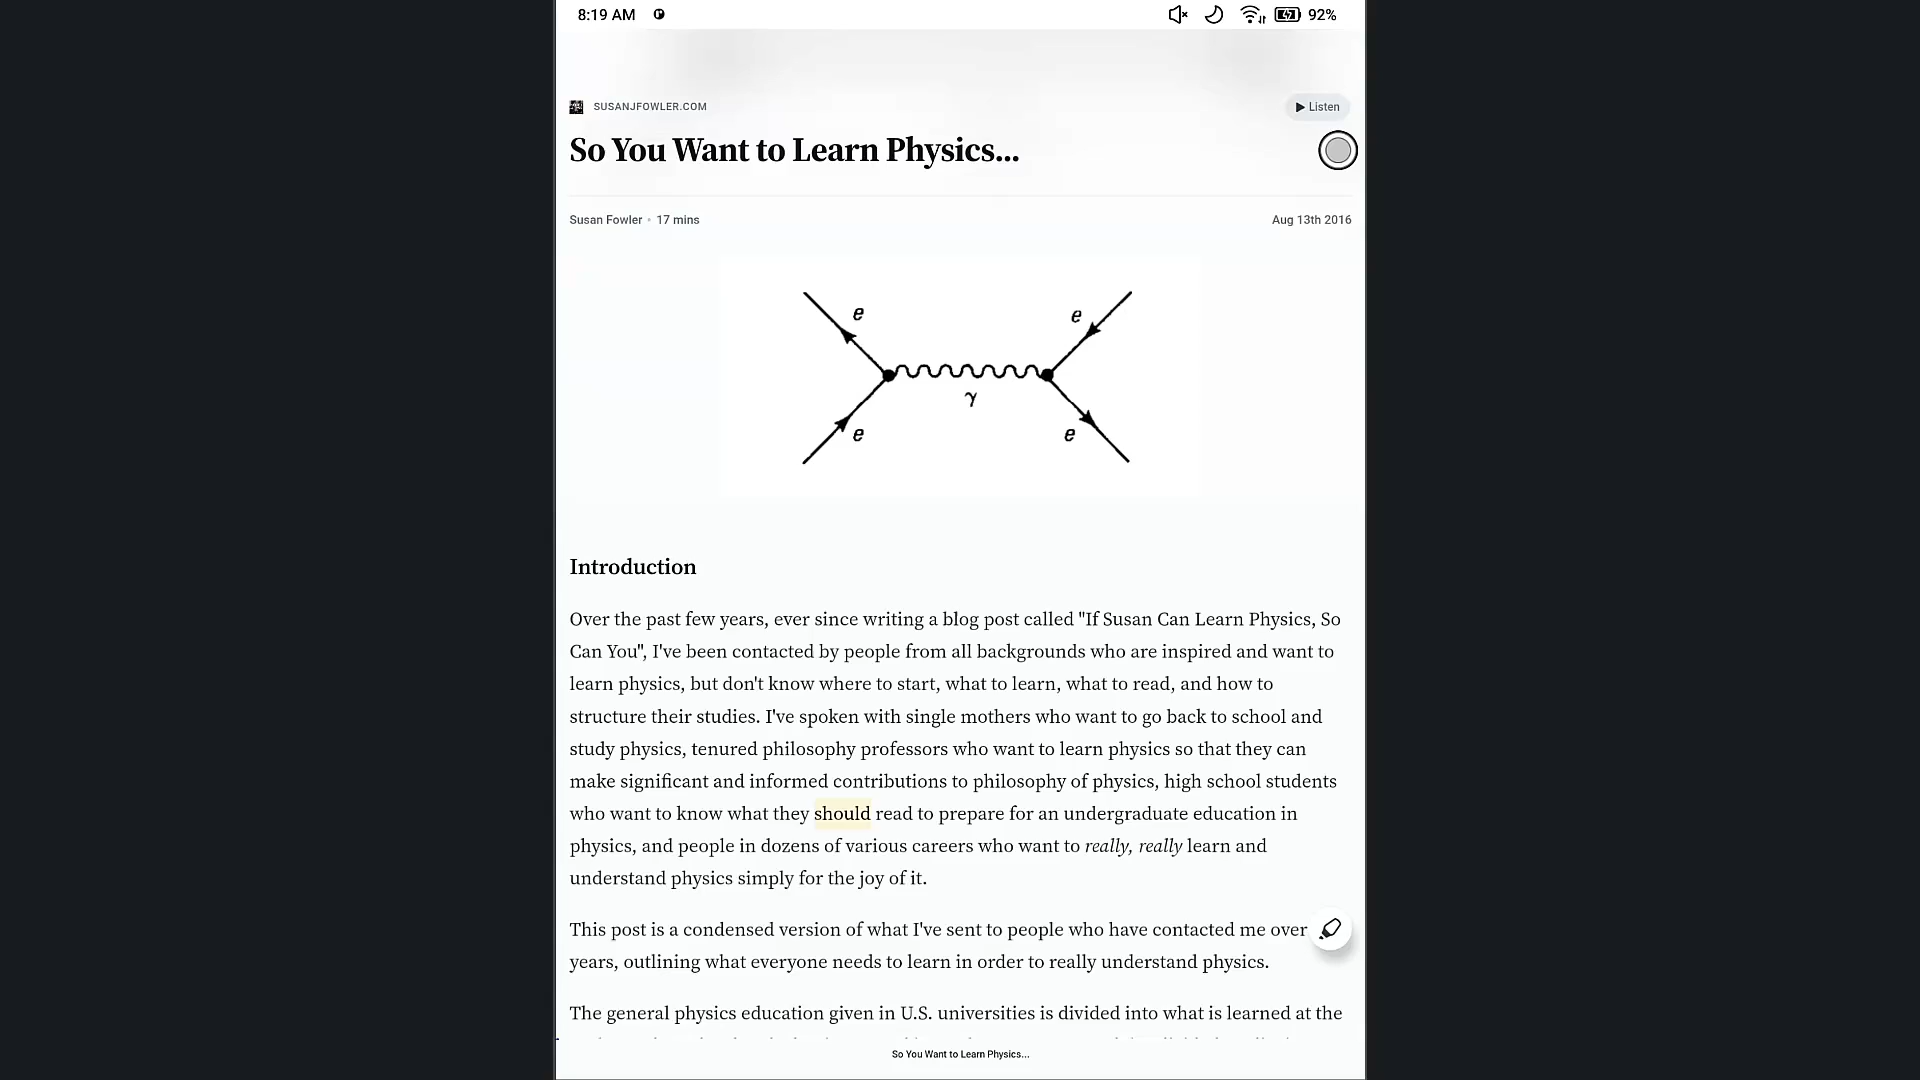 8:19 AM
92%
SUSANJFOWLER.COM
Listen
So You Want to Learn Physics...
Susan Fowler • 17 mins
Aug 13th 2016
e
e
γ
e
e
Introduction
Over the past few years, ever since writing a blog post called "If Susan Can Learn Physics, So
Can You", I've been contacted by people from all backgrounds who are inspired and want to
learn physics, but don't know where to start, what to learn, what to read, and how to
structure their studies. I've spoken with single mothers who want to go back to school and
study physics, tenured philosophy professors who want to learn physics so that they can
make significant and informed contributions to philosophy of physics, high school students
who want to know what they should read to prepare for an undergraduate education in
physics, and people in dozens of various careers who want to really, really learn and
understand physics simply for the joy of it.
This post is a condensed version of what I've sent to people who have contacted me over
years, outlining what everyone needs to learn in order to really understand physics.
The general physics education given in U.S. universities is divided into what is learned at the
So You Want to Learn Physics...